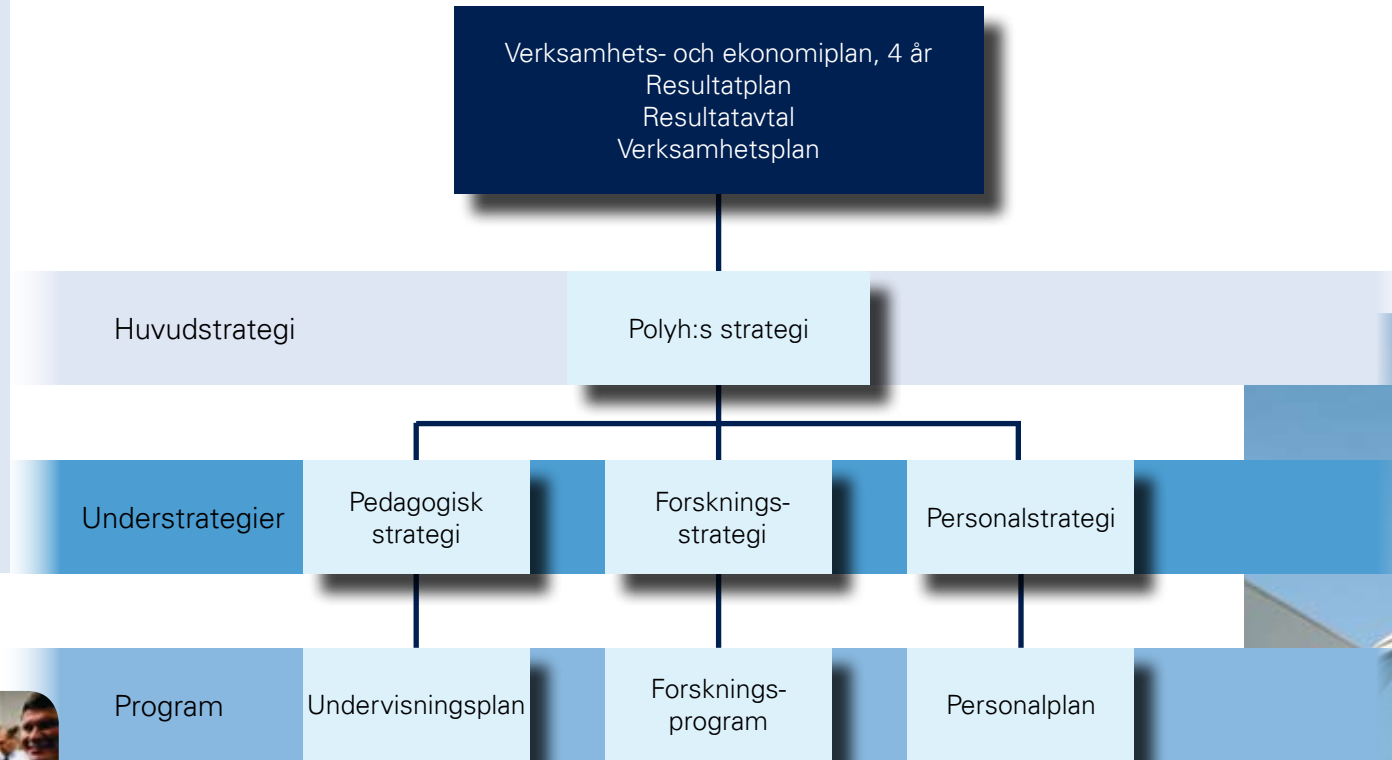 Verksamhets- och ekonomiplan, 4 år
Resultatplan
Resultatavtal
Verksamhetsplan
Huvudstrategi
Polyh:s strategi
Understrategier
Pedagogisk
strategi
Forsknings-
strategi
Personalstrategi
Program
Undervisningsplan
Forsknings-
program
Personalplan